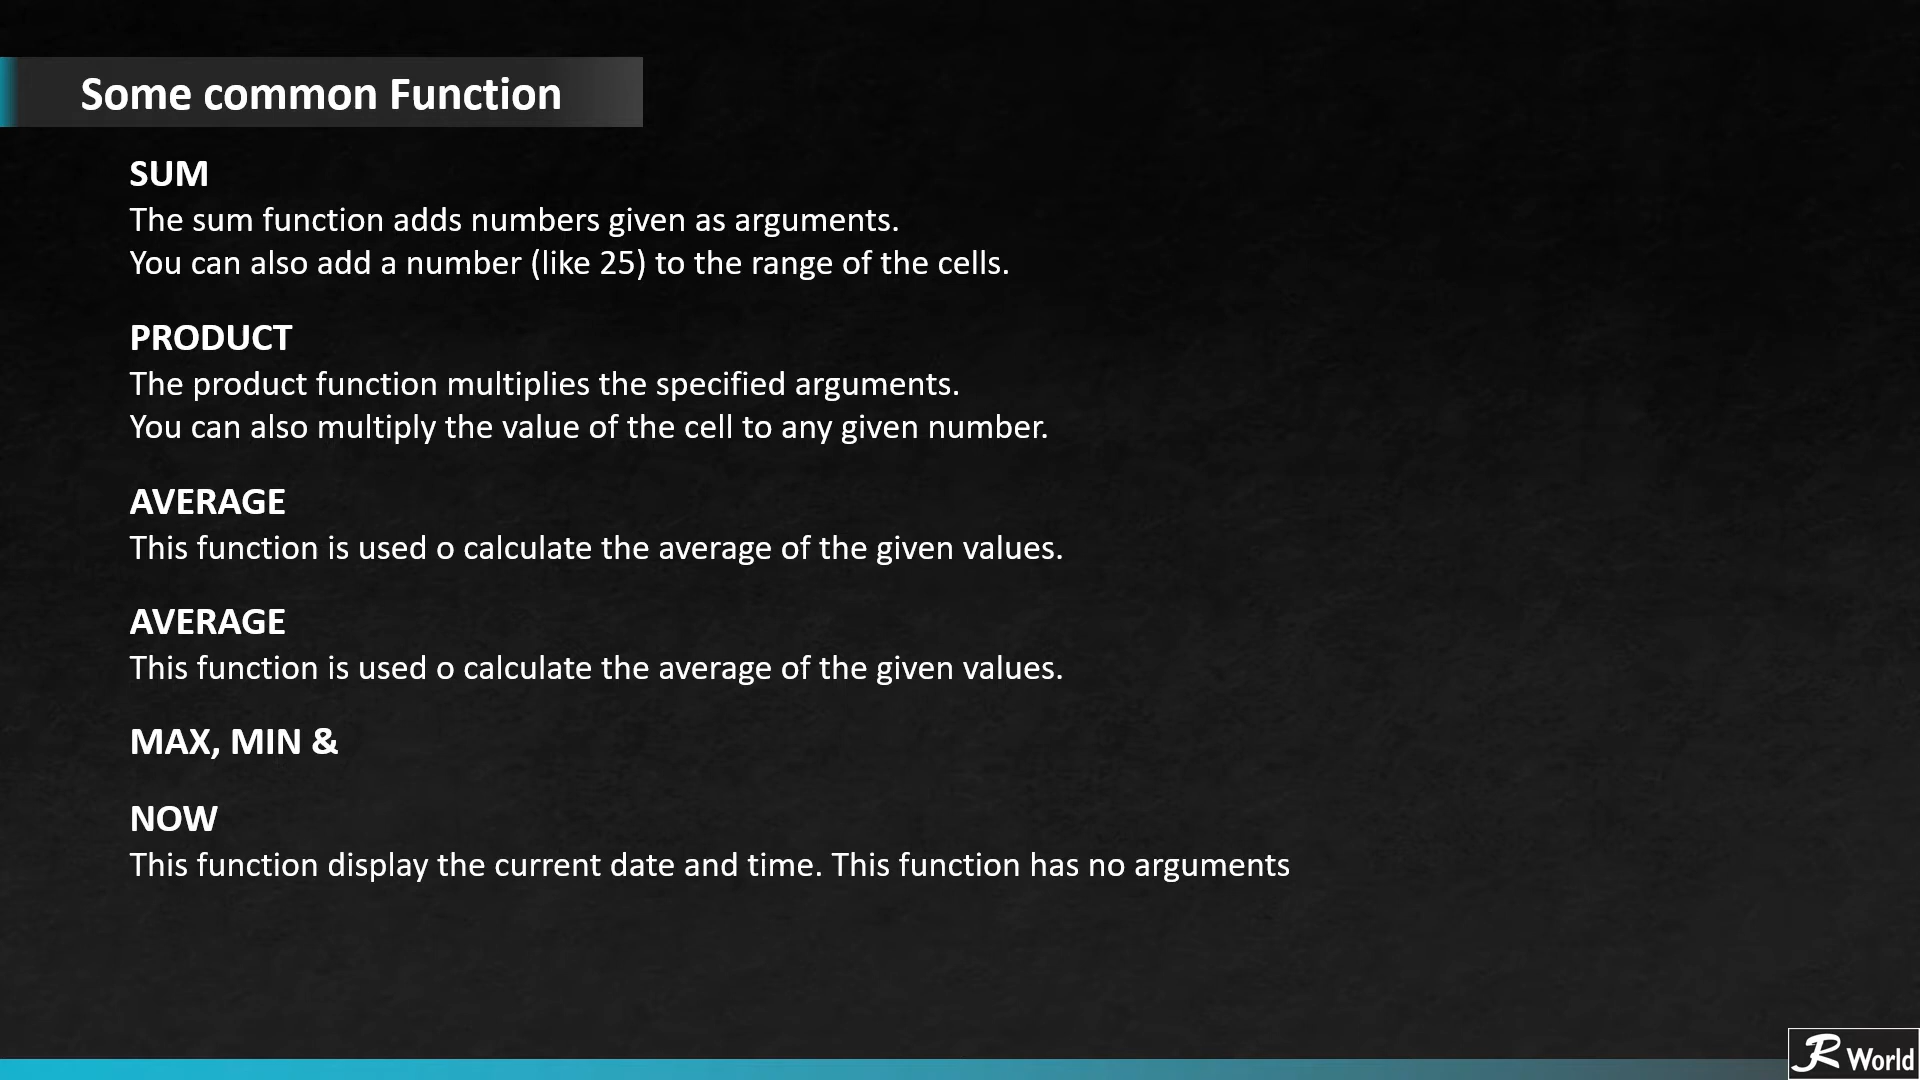 Some common Function
SUM
The sum function adds numbers given as arguments.
You can also add a number (like 25) to the range of the cells.
PRODUCT
The product function multiplies the specified arguments.
You can also multiply the value of the cell to any given number.
AVERAGE
This function is used o calculate the average of the given values.
AVERAGE
This function is used o calculate the average of the given values.
MAX, MIN &
NOW
This function display the current date and time. This function has no arguments
JR World